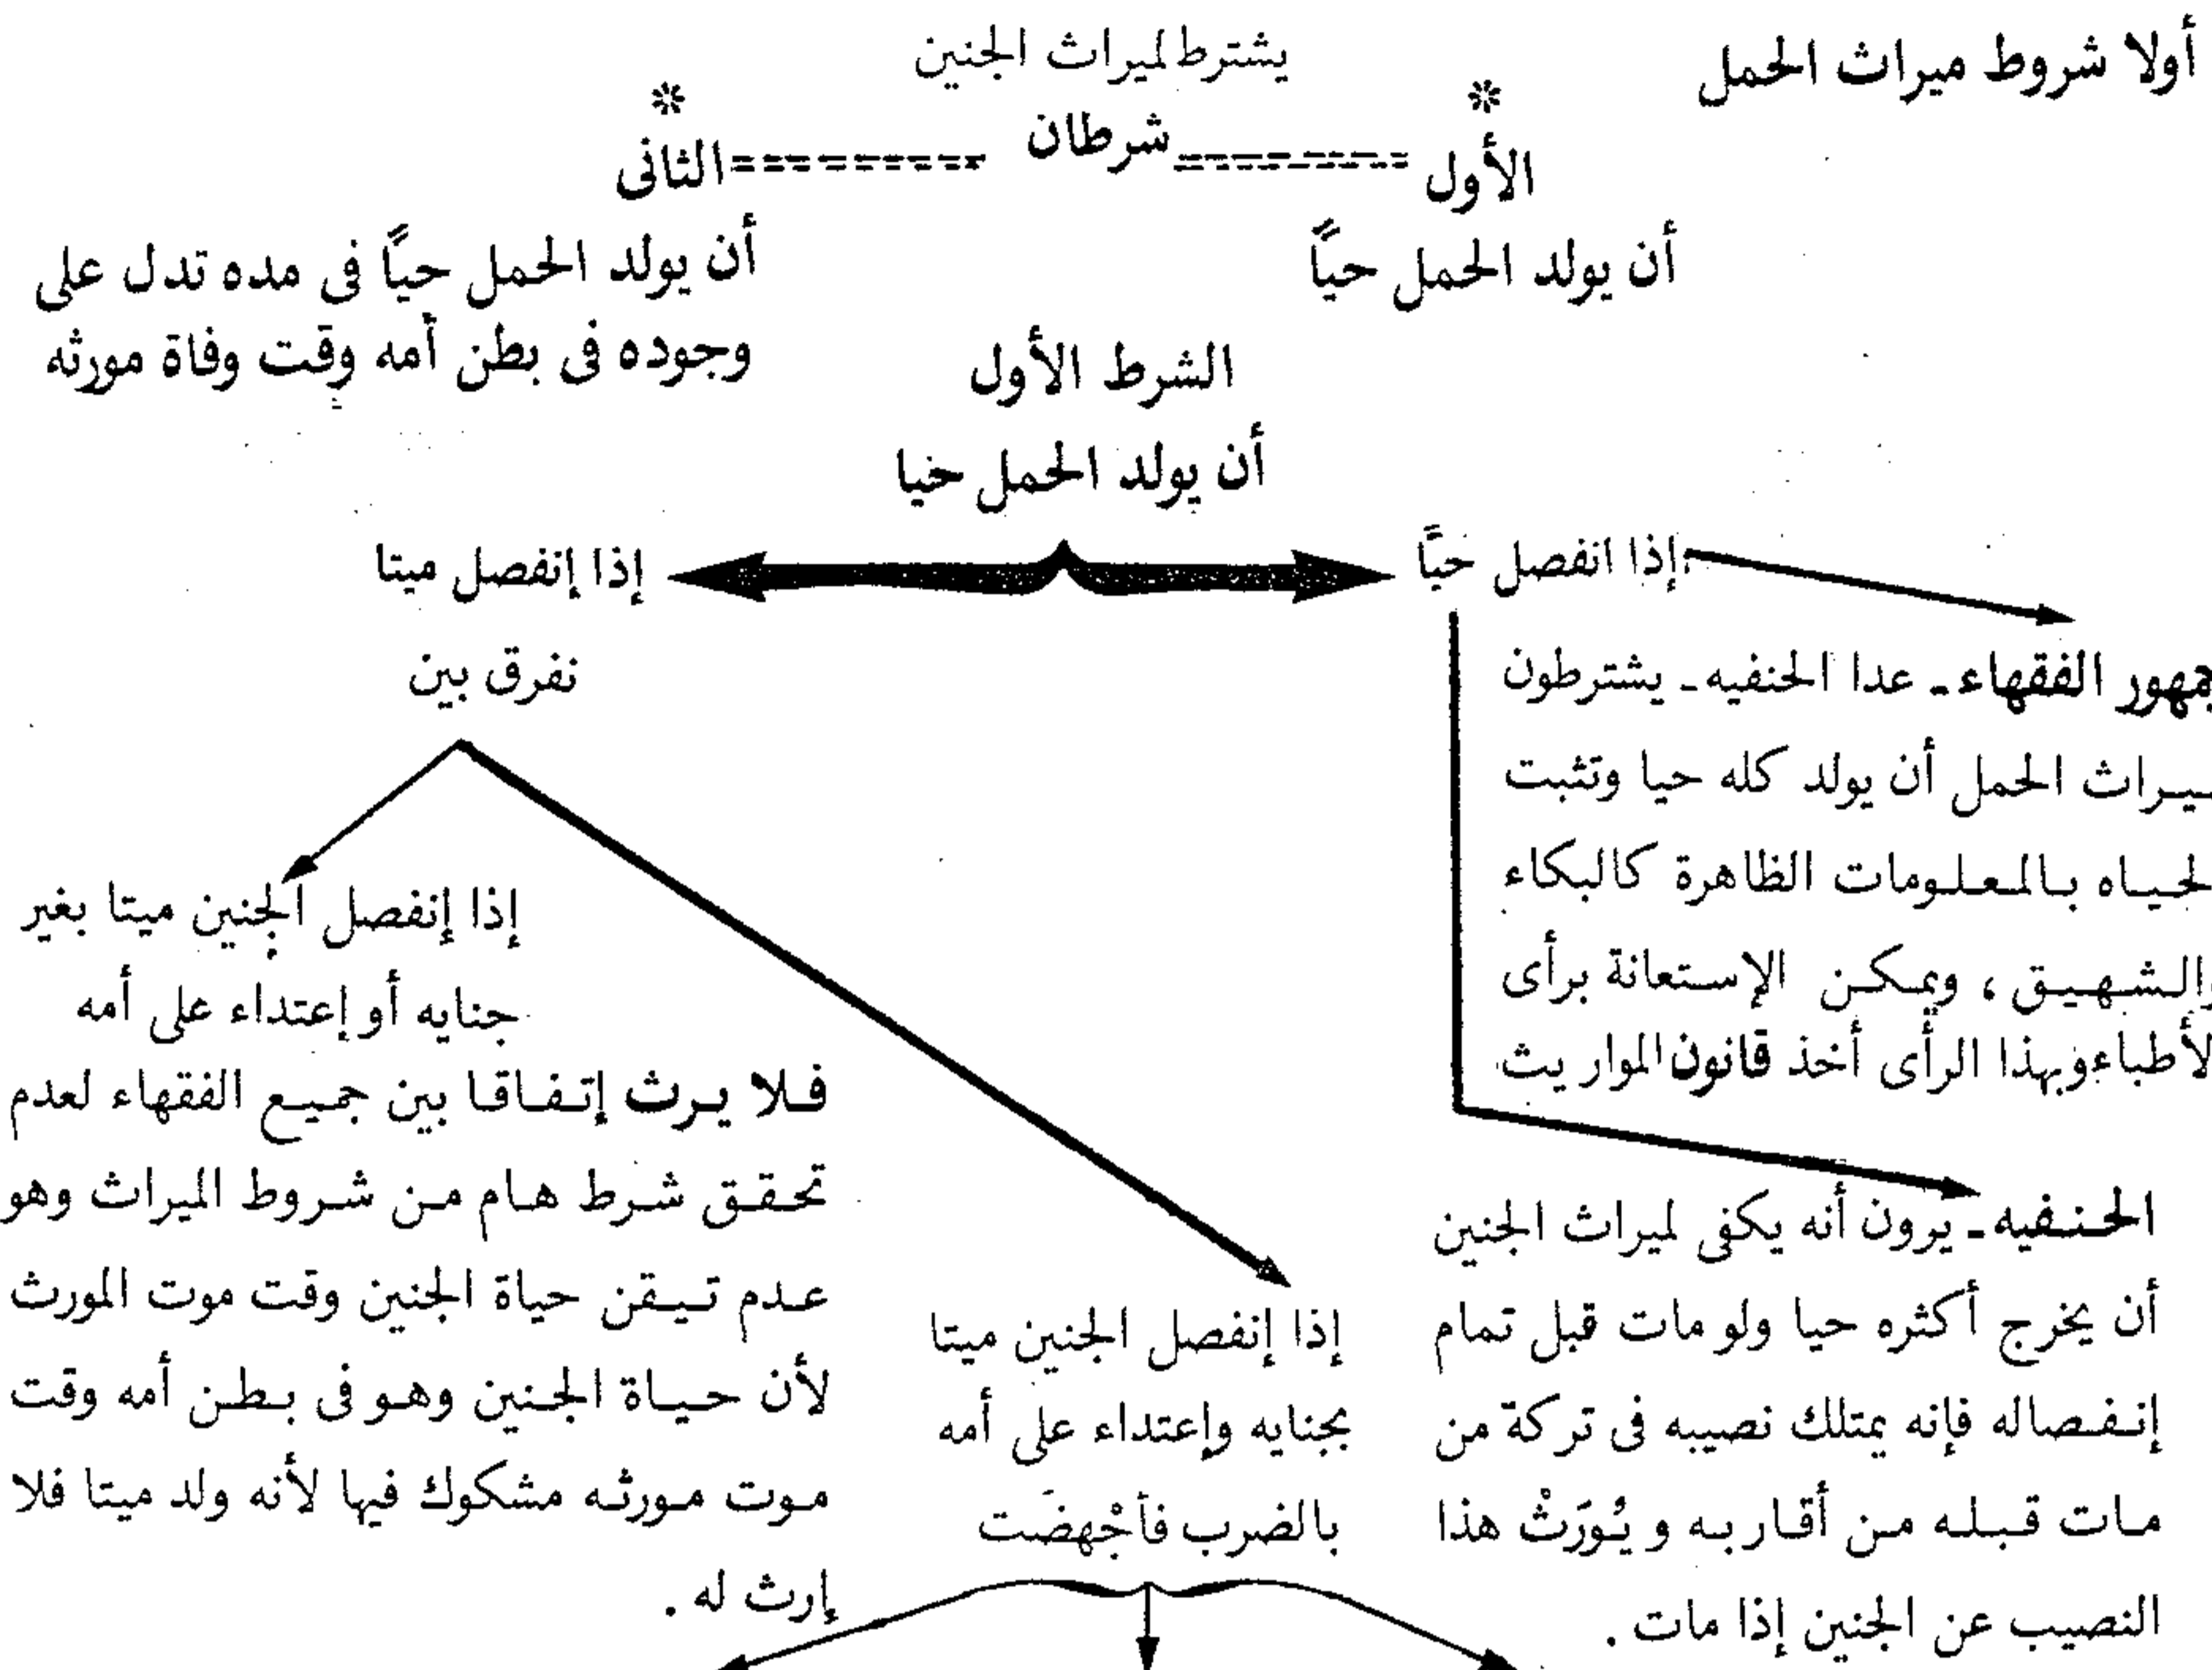 أولا شروط ميراث الحمل
يشترط لميراث الجنين
* *
الأول ========= شرطان ========= الثانى
أن يولد الحمل حيًا
أن يولد الحمل حيًا فى مده تدل على
وجوده فى بطن أمه وقت وفاة مورثه
الشرط الأول
أن يولد الحمل حيا
إذا انفصل حيًا
جمهور الفقهاء ـ عدا الحنفيه ـ يشترطون
لميراث الحمل أن يولد كله حيا وتثبت
الحياه بالمعلومات الظاهرة كالبكاء
والشهيق ، ويمكن الإستعانة برأى
الأطباء وبهذا الرأى أخذ قانون المواريث
الحنفيه ـ يرون أنه يكفى لميراث الجنين
أن يخرج أكثره حيا ولو مات قبل تمام
إنفصاله فإنه يمتلك نصيبه فى تركة من
مات قبله من أقاربه و يُورَثْ هذا
النصيب عن الجنين إذا مات .
إذا إنفصل ميتا
نفرق بين
إذا إنفصل الجنين ميتا
بجنايه وإعتداء على أمه
بالضرب فأجْهضَت
إذا إنفصل الجنين ميتا بغير
جنايه أو إعتداء على أمه
فلا يرث إتفاقا بين جميع الفقهاء لعدم
تحقق شرط هام من شروط الميراث وهو
عدم تيقن حياة الجنين وقت موت المورث
لأن حياة الجنين وهو فى بطن أمه وقت
موت مورثه مشكوك فيها لأنه ولد ميتا فلا
إرث له .